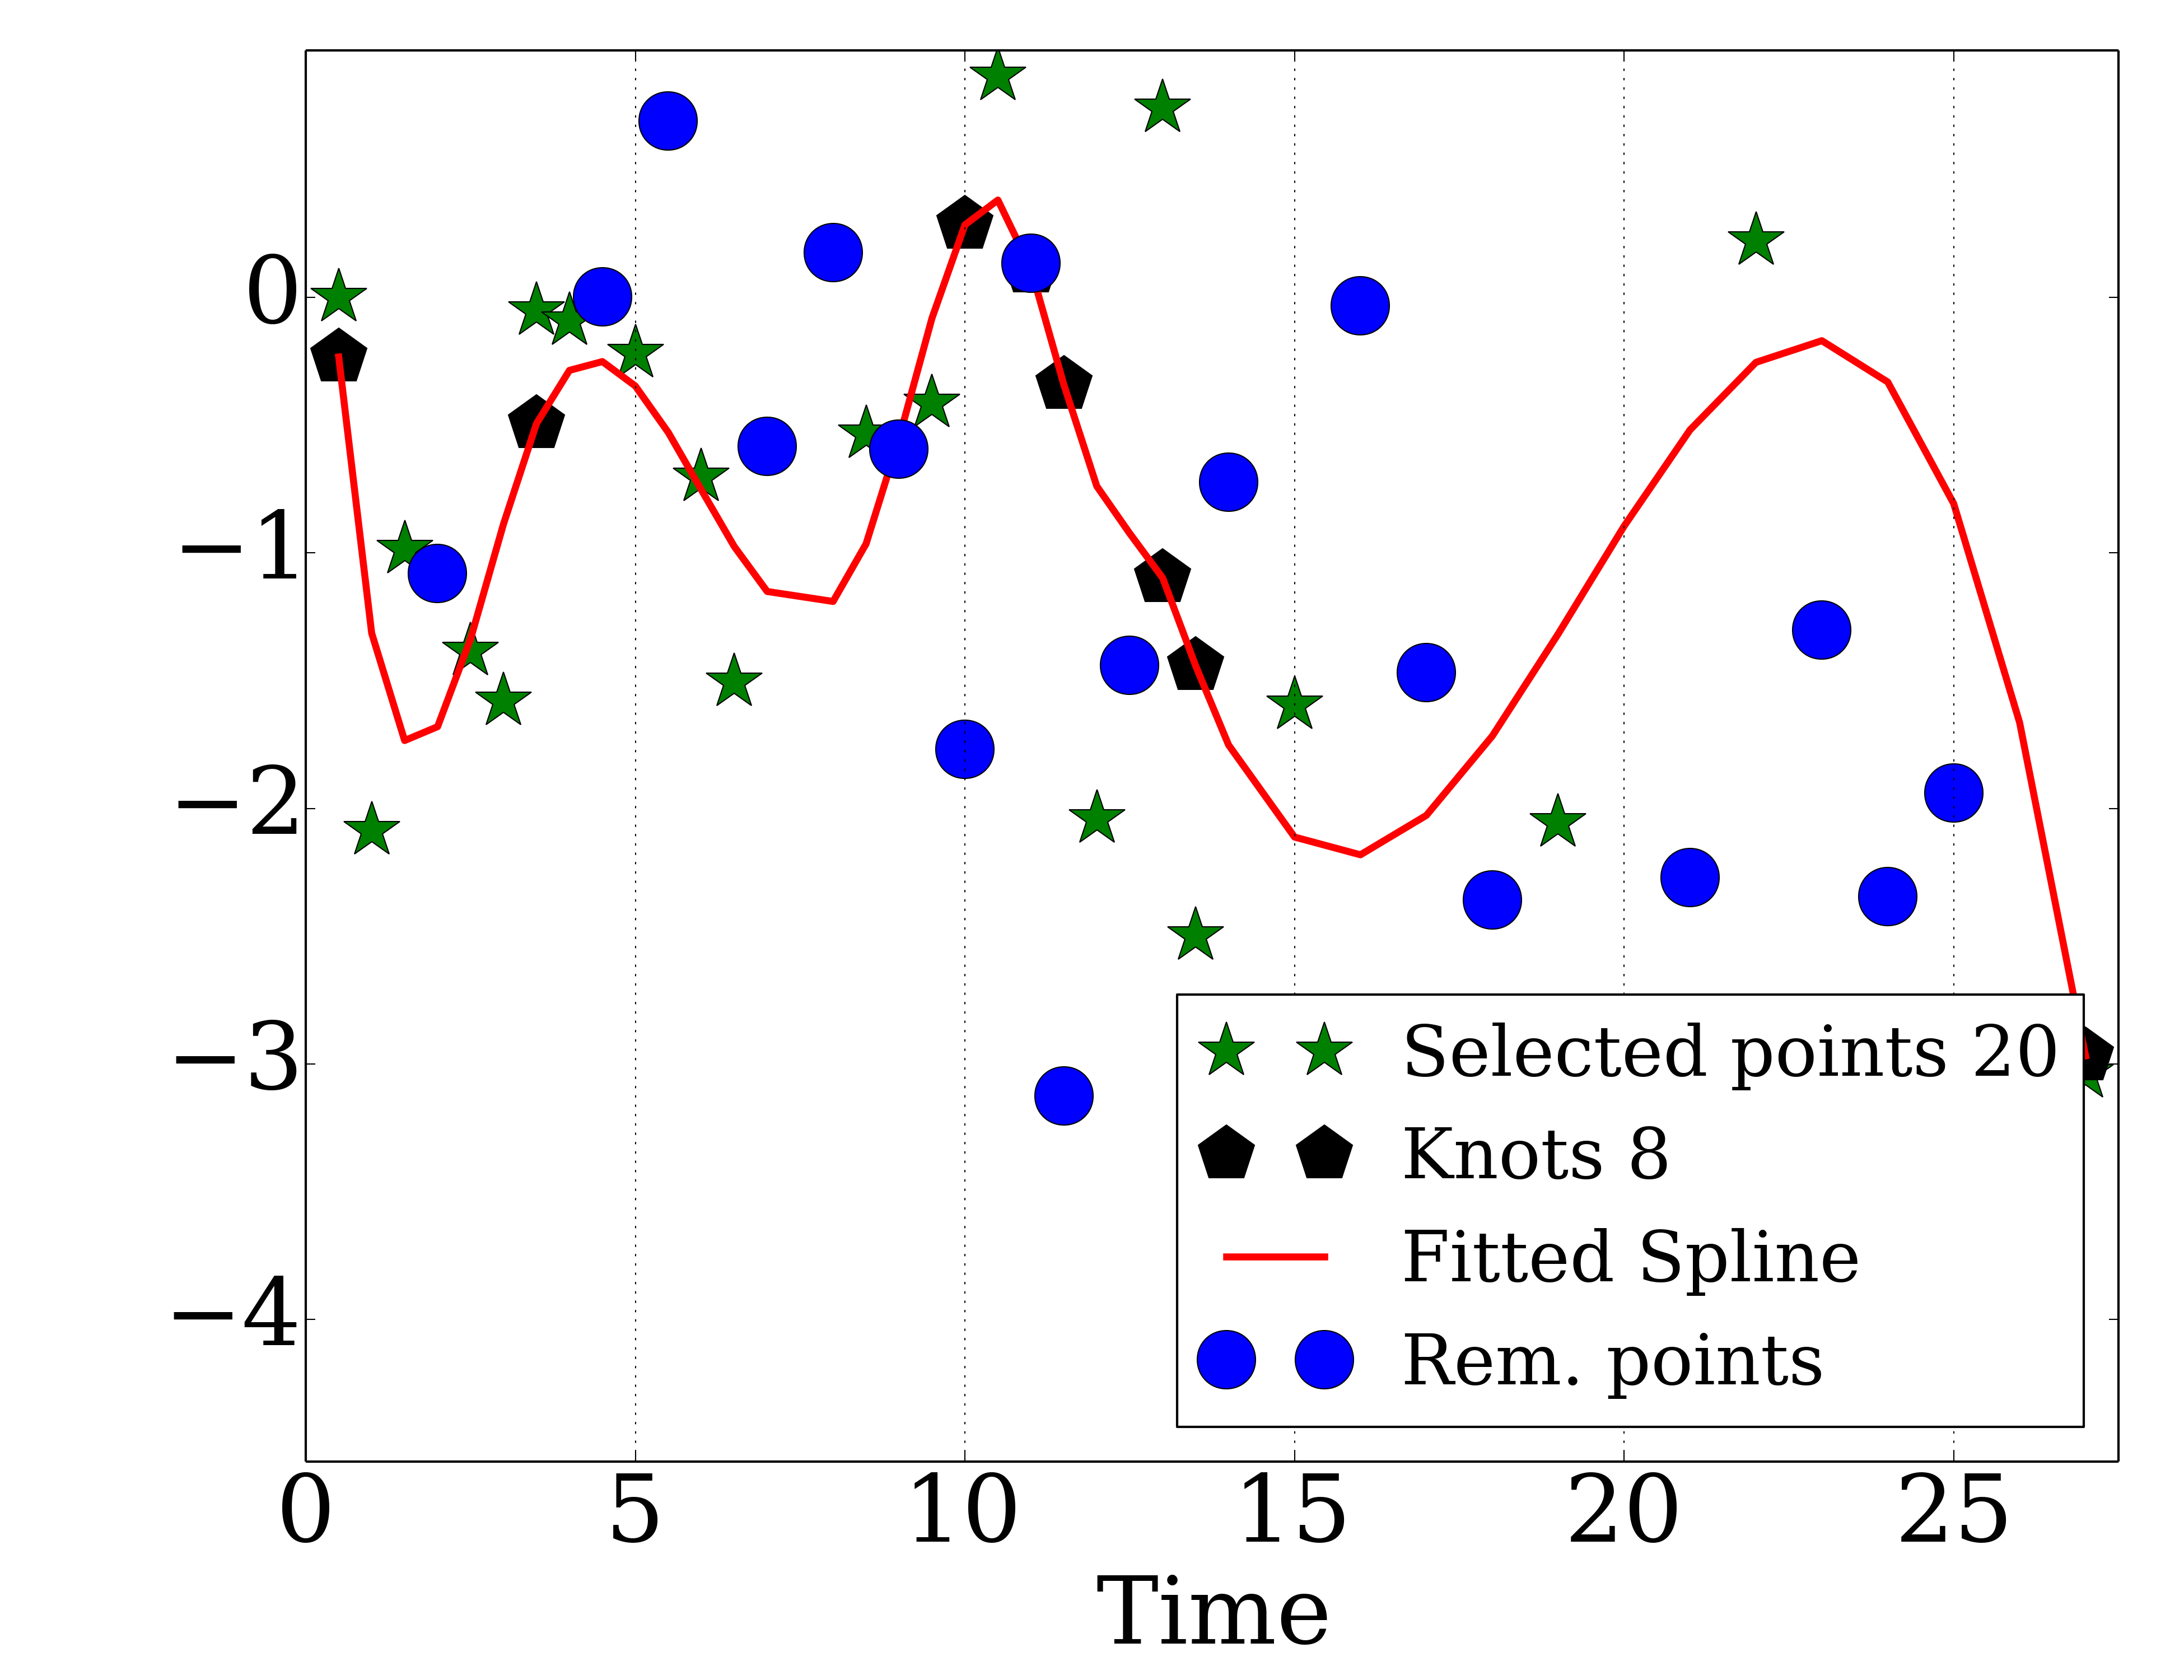 0
−1
−2
−3
−4
Selected points 20
Knots 8
Fitted Spline
Rem. points
0 5 10 15 20 25
Time